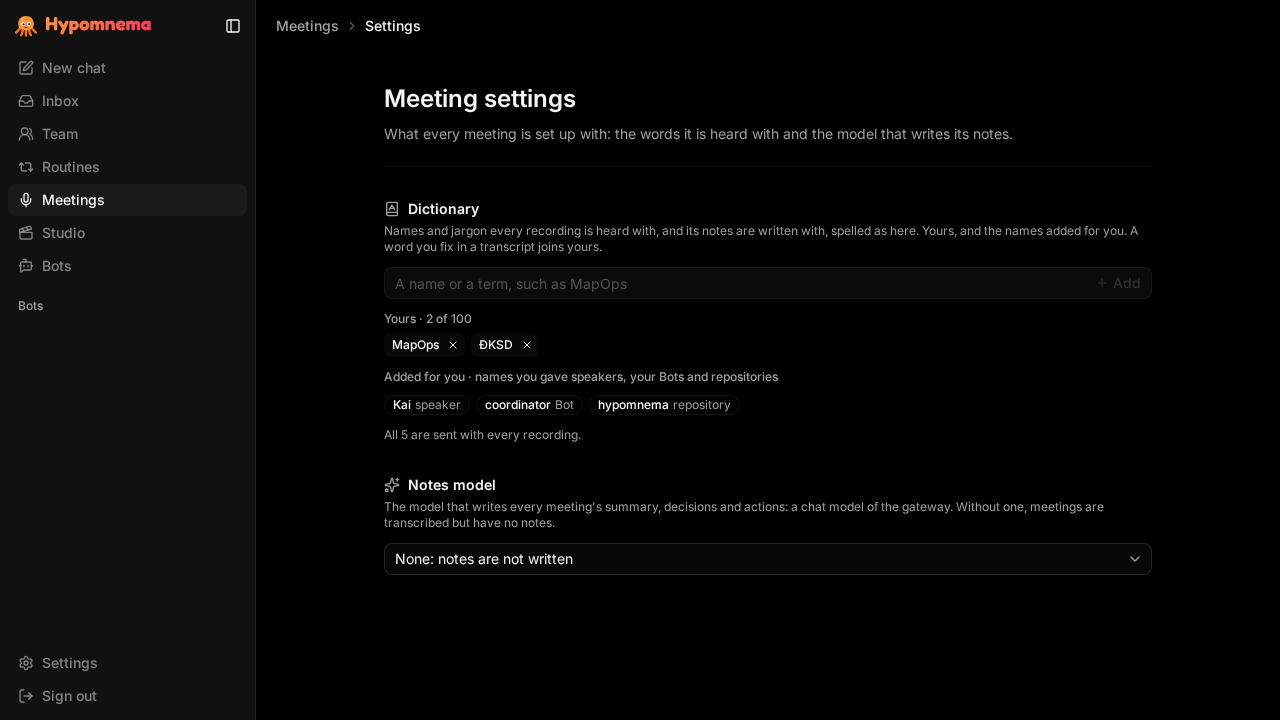 Hypomnema
New chat
Inbox
Team
Routines
Meetings
Studio
Bots
Bots
Settings
Sign out
Meetings > Settings
Meeting settings
What every meeting is set up with: the words it is heard with and the model that writes its notes.
Dictionary
Names and jargon every recording is heard with, and its notes are written with, spelled as here. Yours, and the names added for you. A
word you fix in a transcript joins yours.
A name or a term, such as MapOps
+ Add
Yours · 2 of 100
MapOps × ĐKSD ×
Added for you · names you gave speakers, your Bots and repositories
Kai speaker coordinator Bot hypomnema repository
All 5 are sent with every recording.
Notes model
The model that writes every meeting's summary, decisions and actions: a chat model of the gateway. Without one, meetings are
transcribed but have no notes.
None: notes are not written